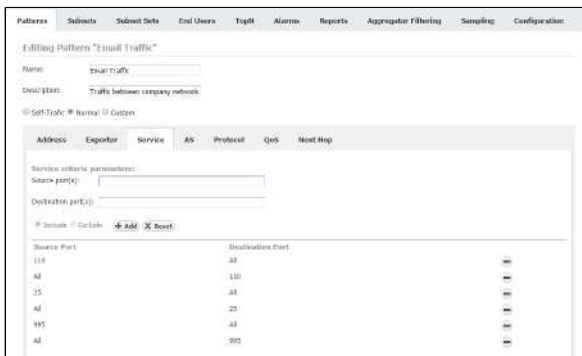 Patterns Subnets Subnet Sets End Users TopN Alarms Reports Aggregator Filtering Sampling Configuration
Editing Pattern "Email Traffic"
Name: Email Traffic
Description: Traffic between company network
Self-Traffic Normal Custom
Address Exporter Service AS Protocol QoS Next Hop
Service criteria parameters:
Source port(s):
Destination port(s):
Include Exclude Add Reset
Source Port Destination Port
110 All
All 110
25 All
All 25
995 All
All 995